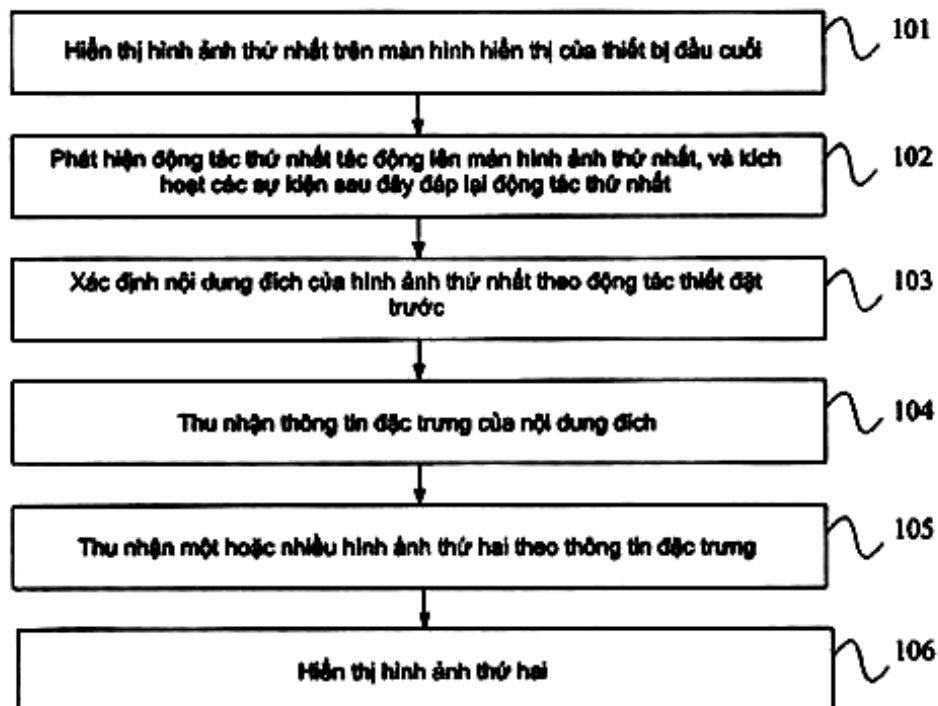 Hiển thị hình ảnh thứ nhất trên màn hình hiển thị của thiết bị đầu cuối
101
Phát hiện động tác thứ nhất tác động lên màn hình ảnh thứ nhất, và kích
hoạt các sự kiện sau đây đáp lại động tác thứ nhất
102
Xác định nội dung đích của hình ảnh thứ nhất theo động tác thiết đặt
trước
103
Thu nhận thông tin đặc trưng của nội dung đích
104
Thu nhận một hoặc nhiều hình ảnh thứ hai theo thông tin đặc trưng
105
Hiển thị hình ảnh thứ hai
106